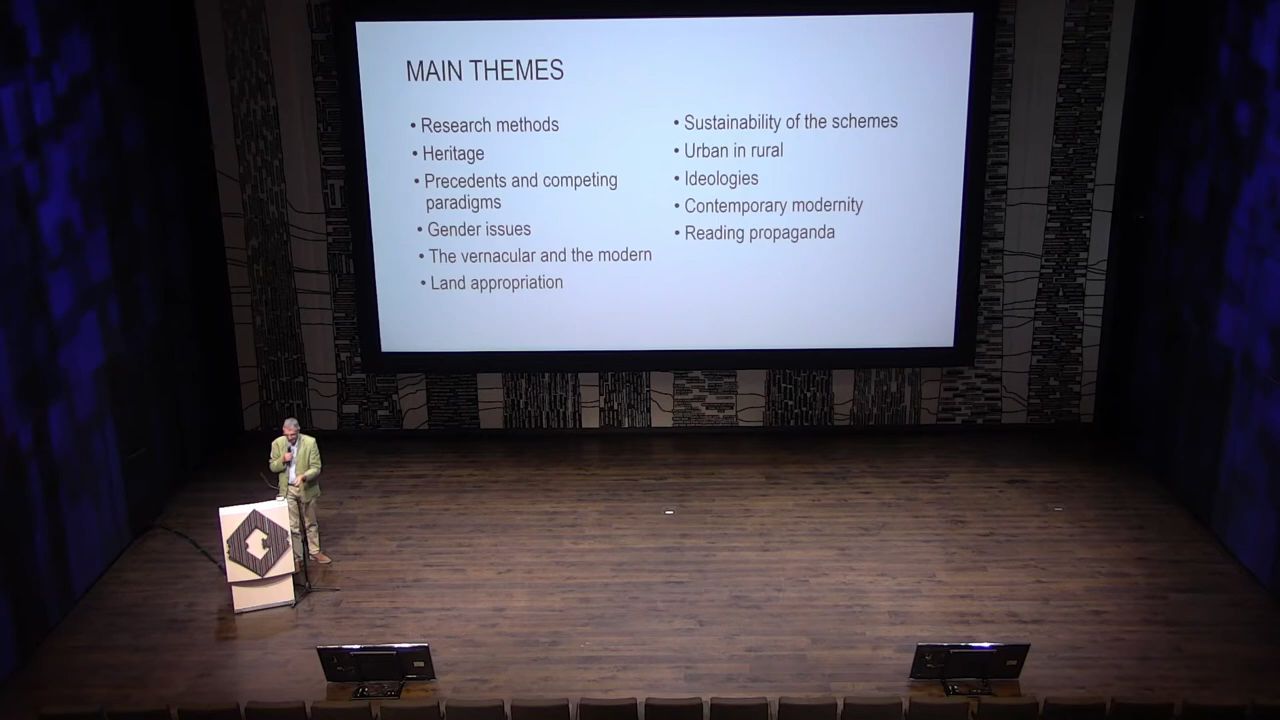 MAIN THEMES
• Research methods
• Heritage
• Precedents and competing
paradigms
• Gender issues
• The vernacular and the modern
• Land appropriation
• Sustainability of the schemes
• Urban in rural
• Ideologies
• Contemporary modernity
• Reading propaganda